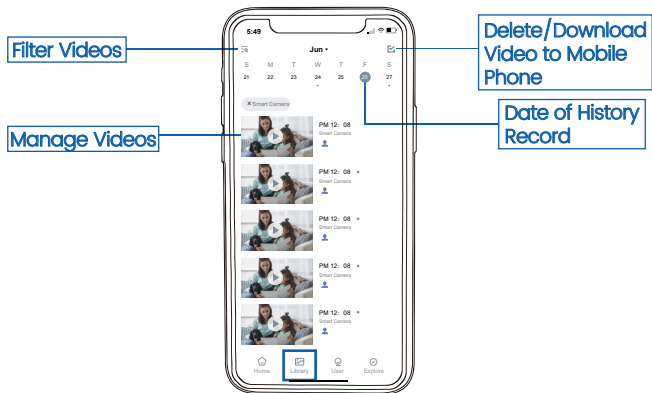 5:49
Filter Videos
Jun
Delete/Download
Video to Mobile
Phone
S M T W T F S
21 22 23 24 25 26 27
Smart Camera
Date of History
Record
Manage Videos
PM 12: 08
Smart Camera
PM 12: 08
Smart Camera
PM 12: 08
Smart Camera
PM 12: 08
Smart Camera
PM 12: 08
Smart Camera
Home Library User Explore